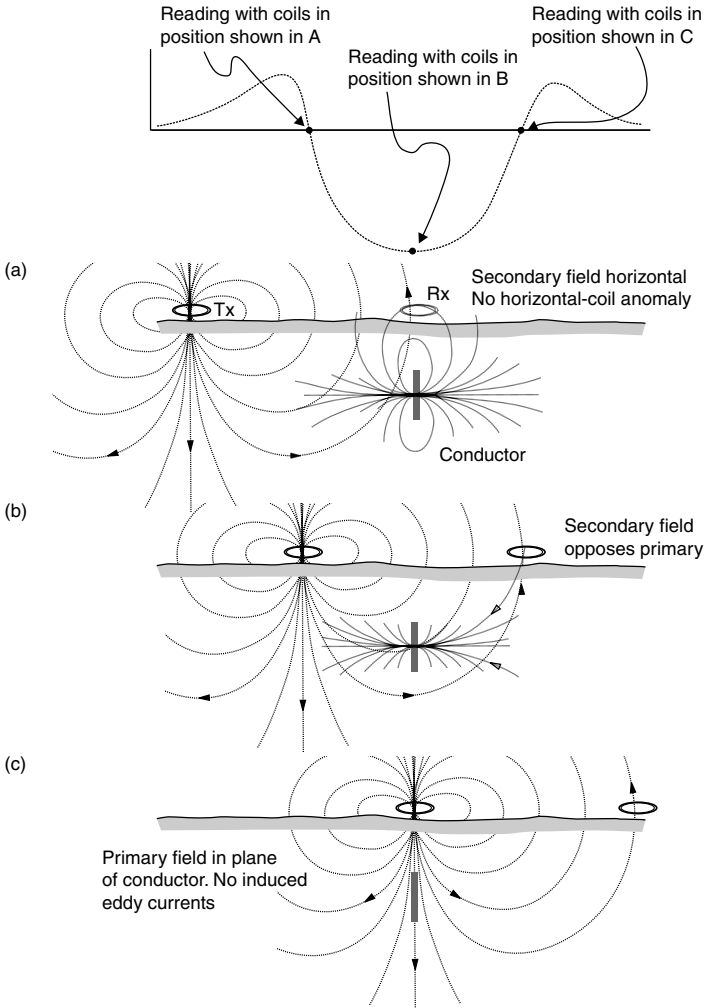 Reading with coils in
position shown in A
Reading with coils in
position shown in B
Reading with coils in
position shown in C
(a)
Tx
Rx
Secondary field horizontal
No horizontal-coil anomaly
Conductor
(b)
Secondary field
opposes primary
(c)
Primary field in plane
of conductor. No induced
eddy currents